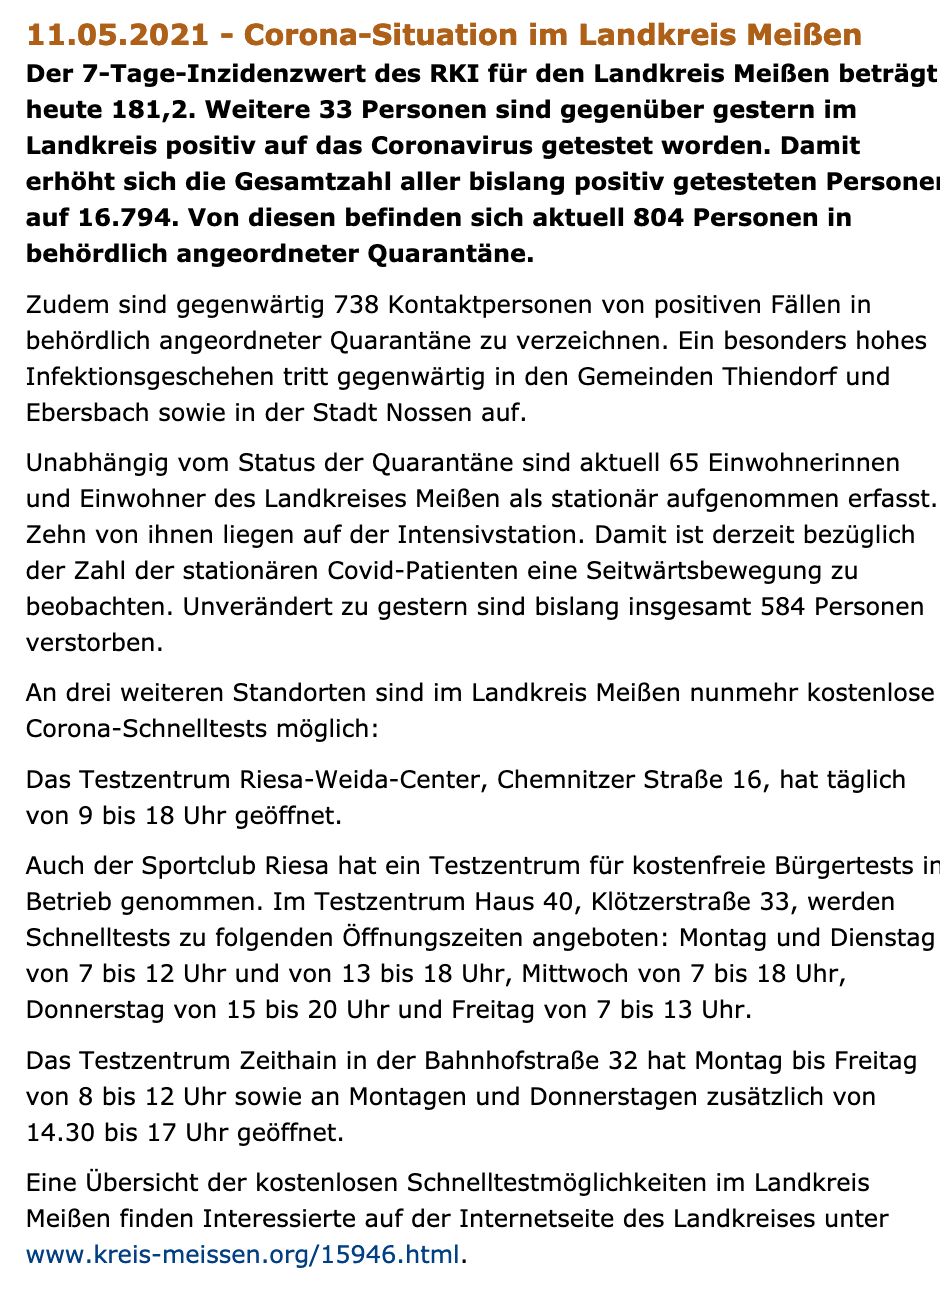 11.05.2021 - Corona-Situation im Landkreis Meißen
Der 7-Tage-Inzidenzwert des RKI für den Landkreis Meißen beträgt
heute 181,2. Weitere 33 Personen sind gegenüber gestern im
Landkreis positiv auf das Coronavirus getestet worden. Damit
erhöht sich die Gesamtzahl aller bislang positiv getesteten Personen
auf 16.794. Von diesen befinden sich aktuell 804 Personen in
behördlich angeordneter Quarantäne.
Zudem sind gegenwärtig 738 Kontaktpersonen von positiven Fällen in
behördlich angeordneter Quarantäne zu verzeichnen. Ein besonders hohes
Infektionsgeschehen tritt gegenwärtig in den Gemeinden Thiendorf und
Ebersbach sowie in der Stadt Nossen auf.
Unabhängig vom Status der Quarantäne sind aktuell 65 Einwohnerinnen
und Einwohner des Landkreises Meißen als stationär aufgenommen erfasst.
Zehn von ihnen liegen auf der Intensivstation. Damit ist derzeit bezüglich
der Zahl der stationären Covid-Patienten eine Seitwärtsbewegung zu
beobachten. Unverändert zu gestern sind bislang insgesamt 584 Personen
verstorben.
An drei weiteren Standorten sind im Landkreis Meißen nunmehr kostenlose
Corona-Schnelltests möglich:
Das Testzentrum Riesa-Weida-Center, Chemnitzer Straße 16, hat täglich
von 9 bis 18 Uhr geöffnet.
Auch der Sportclub Riesa hat ein Testzentrum für kostenfreie Bürgertests in
Betrieb genommen. Im Testzentrum Haus 40, Klötzerstraße 33, werden
Schnelltests zu folgenden Öffnungszeiten angeboten: Montag und Dienstag
von 7 bis 12 Uhr und von 13 bis 18 Uhr, Mittwoch von 7 bis 18 Uhr,
Donnerstag von 15 bis 20 Uhr und Freitag von 7 bis 13 Uhr.
Das Testzentrum Zeithain in der Bahnhofstraße 32 hat Montag bis Freitag
von 8 bis 12 Uhr sowie an Montagen und Donnerstagen zusätzlich von
14.30 bis 17 Uhr geöffnet.
Eine Übersicht der kostenlosen Schnelltestmöglichkeiten im Landkreis
Meißen finden Interessierte auf der Internetseite des Landkreises unter
www.kreis-meissen.org/15946.html.